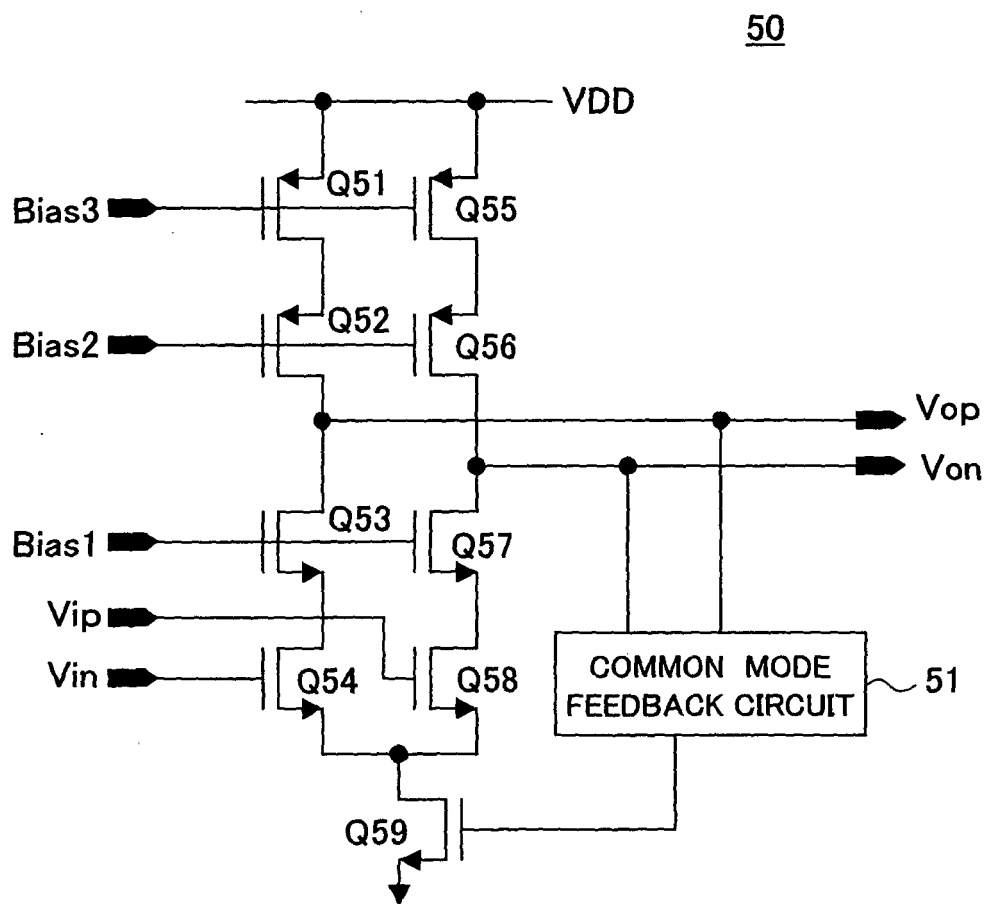 50
VDD
Q51
Bias3
Q55
Q52
Bias2
Q56
Vop
Von
Q53
Bias1
Q57
Vip
Vin
Q54
Q58
COMMON MODE
FEEDBACK CIRCUIT
51
Q59